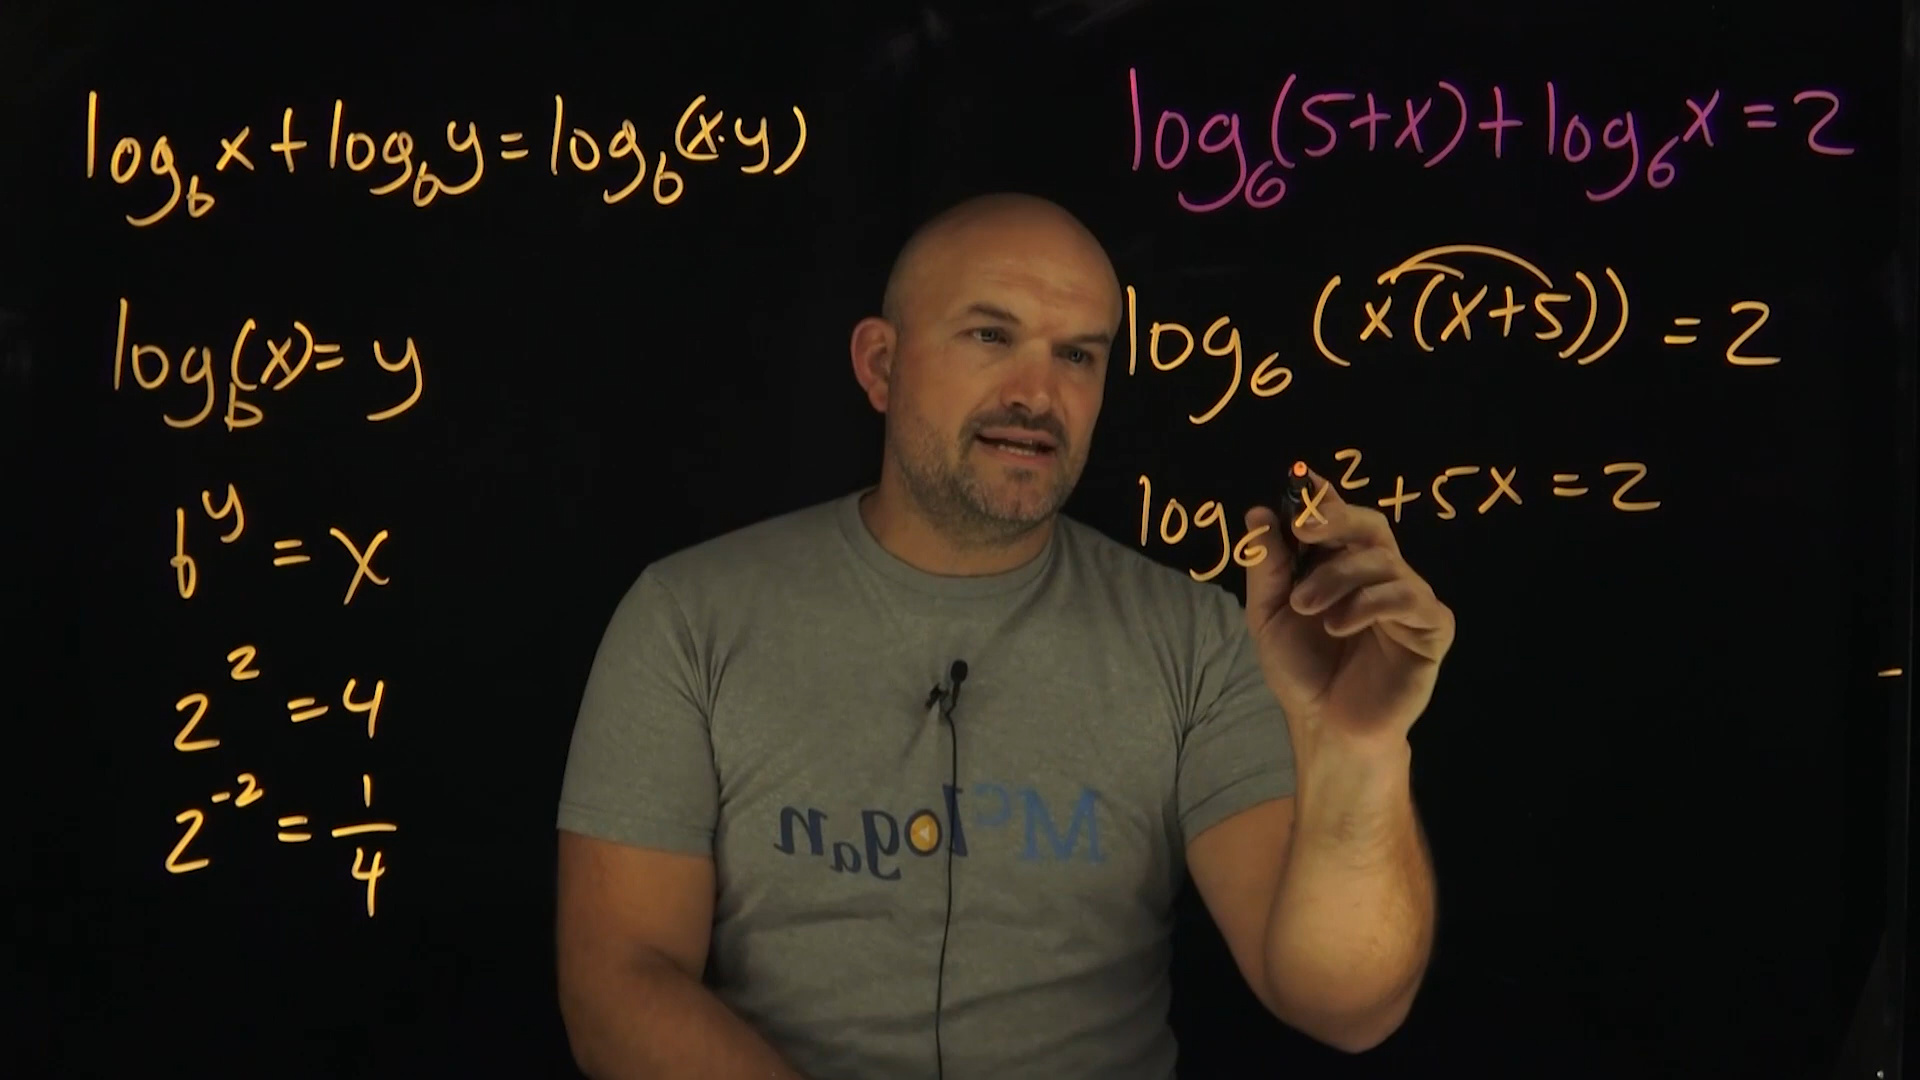 log_b x + log_b y = log_b (x·y)
log_b (x) = y
b^y = x
2^2 = 4
2^-2 = 1/4
log_6 (5+x) + log_6 x = 2
log_6 (x(x+5)) = 2
log_6 x^2 + 5x = 2
Mclogan